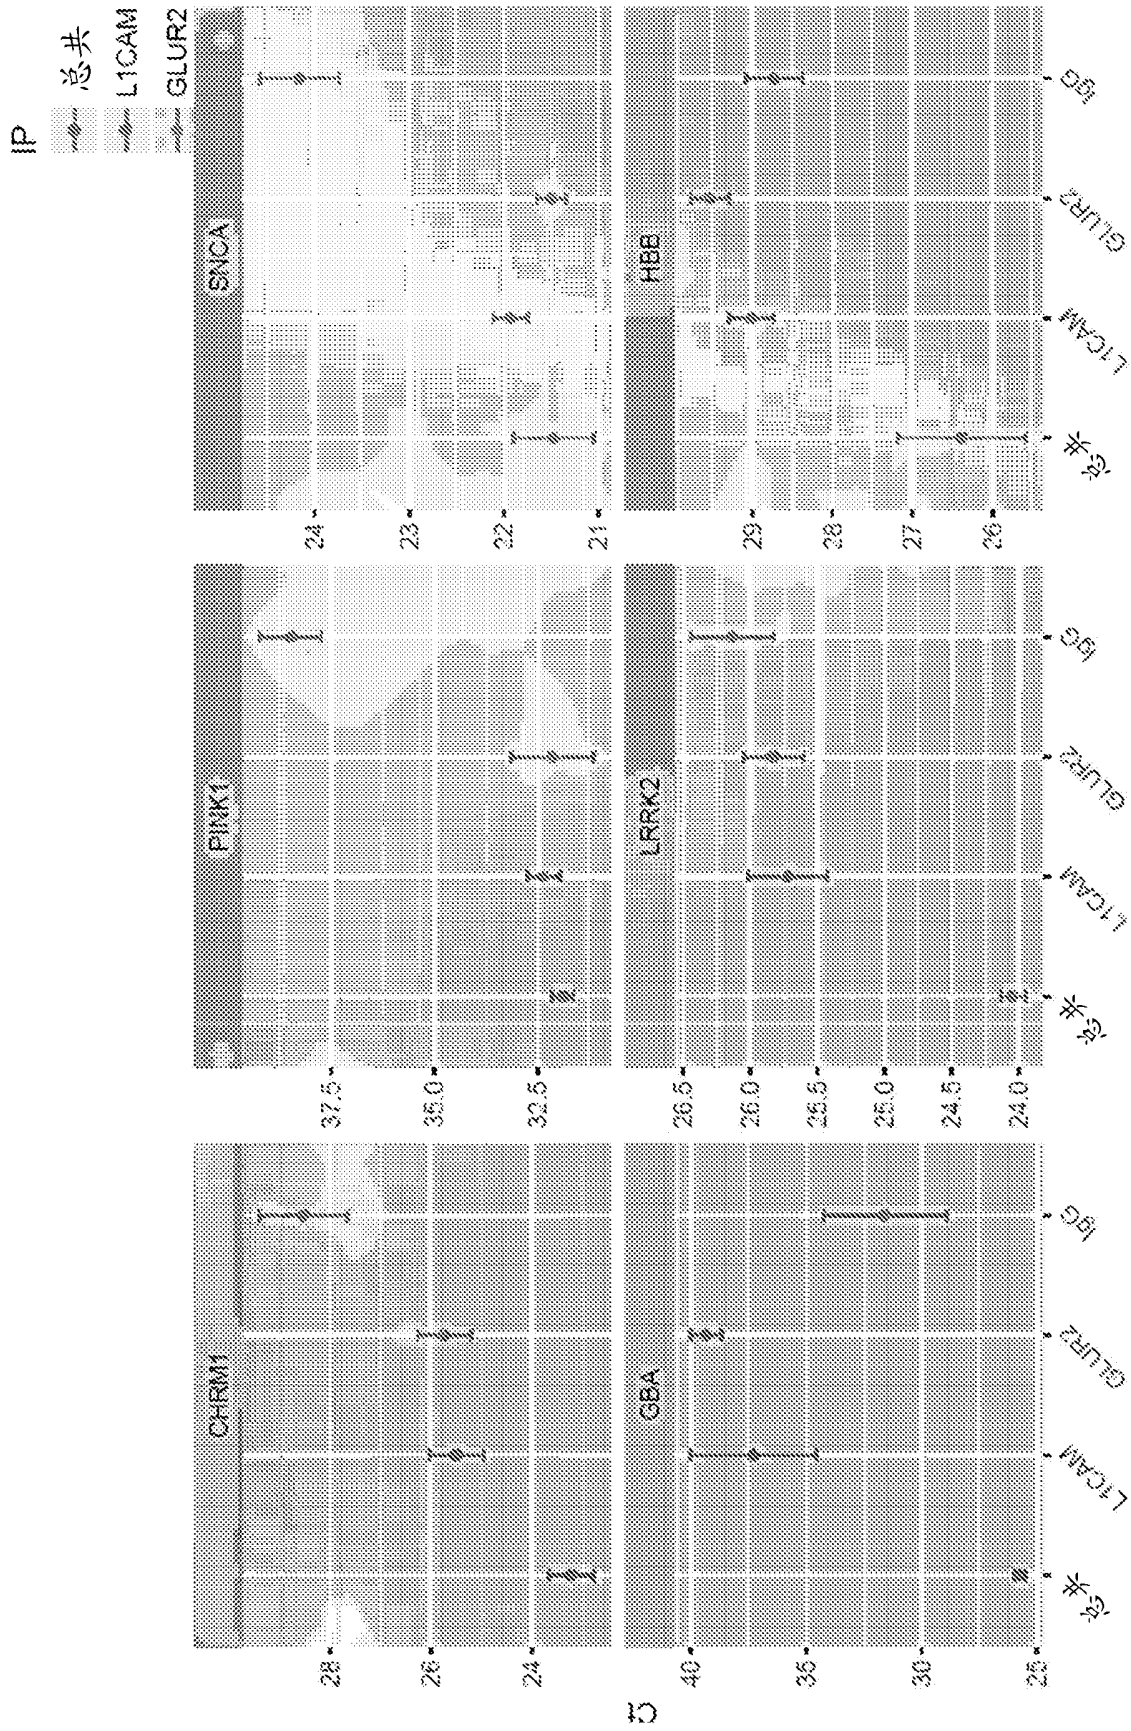 IP
总共
L1CAM
GLUR2
CHRM1
28
26
24
PINK1
37.5
35.0
32.5
SNCA
24
23
22
21
Ct
GBA
40
35
30
25
LRRK2
26.5
26.0
25.5
25.0
24.5
24.0
HBB
29
28
27
26
总共
L1CAM
GLUR2
IgG
总共
L1CAM
GLUR2
IgG
总共
L1CAM
GLUR2
IgG